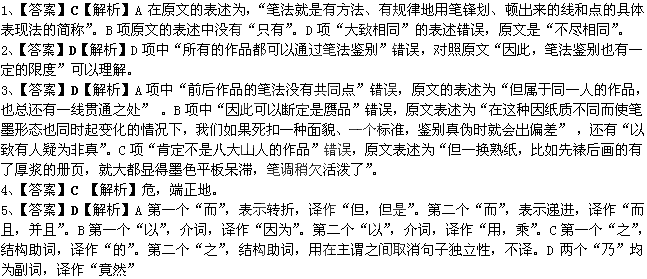 1、【答案】C【解析】A 在原文的表述为，“笔法就是有方法、有规律地用笔锋划、顿出来的线和点的具体
表现法的简称”。B 项原文的表述中没有“只有”。D 项“大致相同”的表述错误，原文是“不尽相同”。
2、【答案】D【解析】D 项中“所有的作品都可以通过笔法鉴别”错误，对照原文“因此，笔法鉴别也有一
定的限度”可以理解。
3、【答案】D【解析】A 项中“前后作品的笔法没有共同点”错误，原文的表述为“但属于同一人的作品，
也总还有一线贯通之处” 。B 项中“因此可以断定是赝品”错误，原文表述为“在这种因纸质不同而使笔
墨形态也同时起变化的情况下，我们如果死扣一种面貌、一个标准，鉴别真伪时就会出偏差” ，还有“以
致有人疑为非真”。C 项“肯定不是八大山人的作品”错误，原文表述为“但一换熟纸，比如先裱后画的有
了厚浆的册页，就大都显得墨色平板呆滞，笔调稍欠活泼了”。
4、【答案】C 【解析】危，端正地。
5、【答案】D【解析】A 第一个“而”，表示转折，译作“但，但是”。第二个“而”，表示递进，译作“而
且，并且”。B 第一个“以”，介词，译作“因为”。第二个“以”，介词，译作“用，乘”。C 第一个“之”，
结构助词，译作“的”。第二个“之”，结构助词，用在主谓之间取消句子独立性，不译。D 两个“乃”均
为副词，译作“竟然”